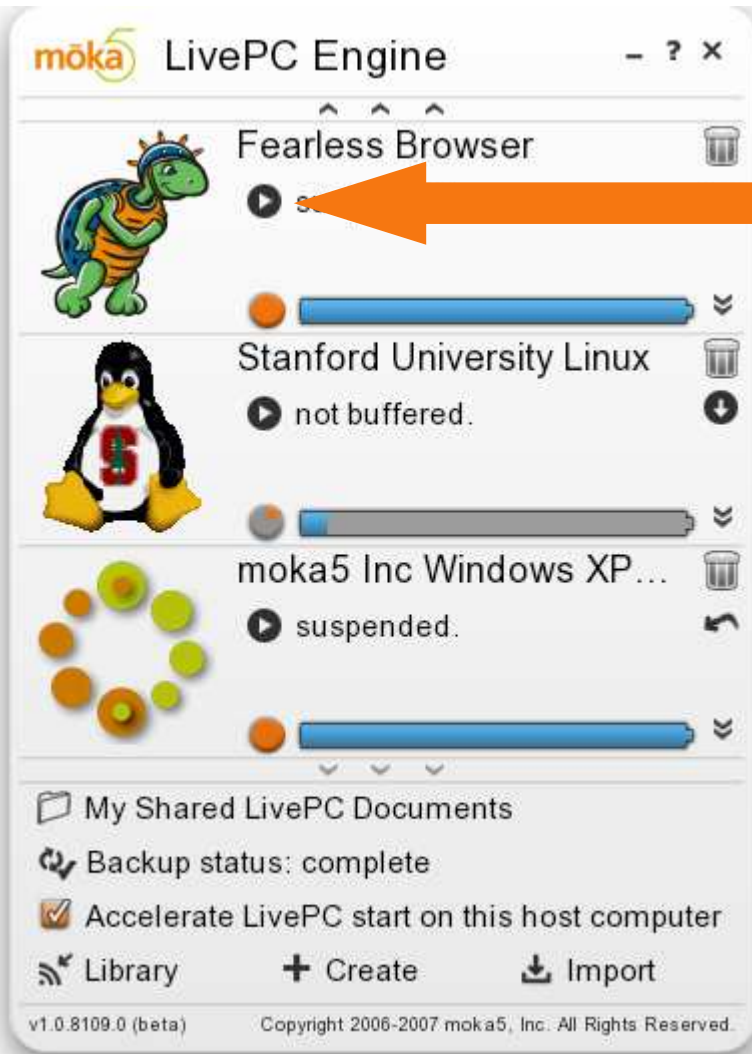 mōka5 LivePC Engine
Fearless Browser
Stanford University Linux
not buffered.
S
moka5 Inc Windows XP...
suspended.
My Shared LivePC Documents
Backup status: complete
Accelerate LivePC start on this host computer
Library Create Import
v1.0.8109.0 (beta) Copyright 2006-2007 moka5, Inc. All Rights Reserved.